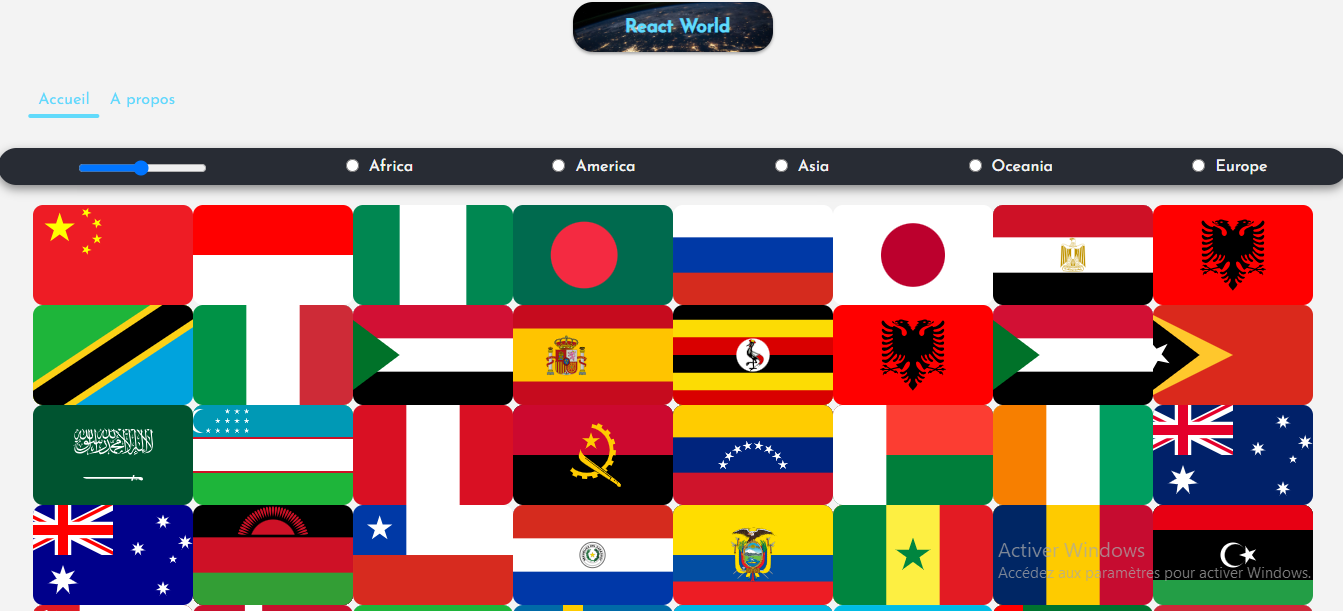 React World
Accueil A propos
Africa America Asia Oceania Europe
Activer Windows
Accédez aux paramètres pour activer Windows.